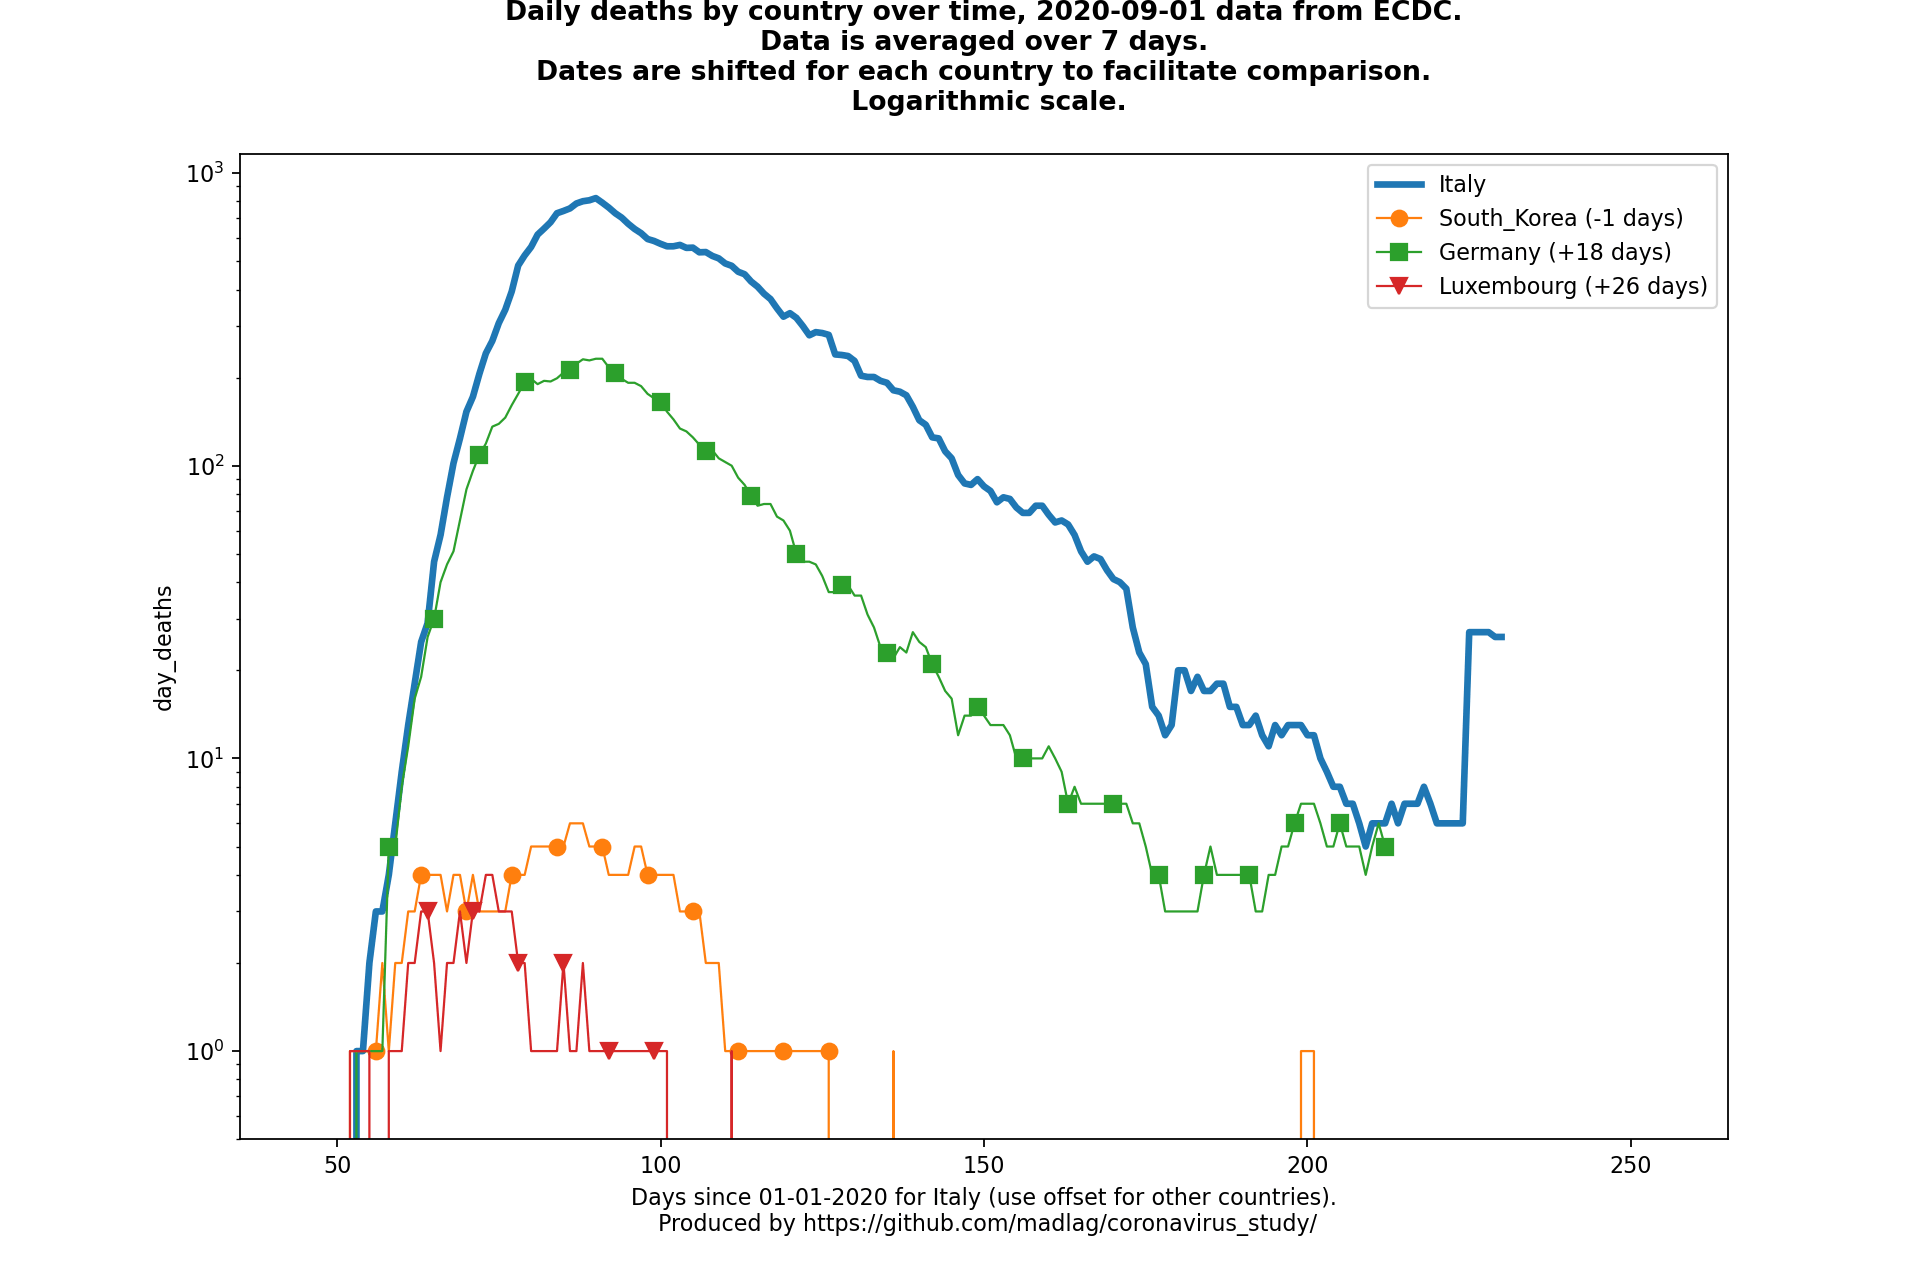 Daily deaths by country over time, 2020-09-01 data from ECDC.
Data is averaged over 7 days.
Dates are shifted for each country to facilitate comparison.
Logarithmic scale.
10³
10²
10¹
10⁰
day_deaths
Italy
South_Korea (-1 days)
Germany (+18 days)
Luxembourg (+26 days)
50 100 150 200 250
Days since 01-01-2020 for Italy (use offset for other countries).
Produced by https://github.com/madlag/coronavirus_study/